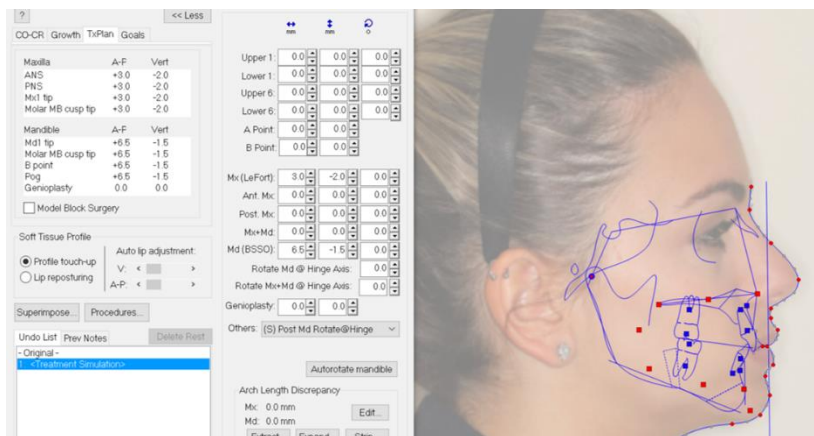 ? << Less
CO-CR Growth TxPlan Goals
Maxilla A-F Vert
ANS +3.0 -2.0
PNS +3.0 -2.0
Mx1 tip +3.0 -2.0
Molar MB cusp tip +3.0 -2.0
Mandible A-F Vert
Md1 tip +6.5 -1.5
Molar MB cusp tip +6.5 -1.5
B point +6.5 -1.5
Pog +6.5 -1.5
Genioplasty 0.0 0.0
Model Block Surgery
Soft Tissue Profile
Auto lip adjustment:
Profile touch-up V: < >
Lip reposturing A-P: < >
Superimpose... Procedures...
Undo List Prev Notes Delete Rest
- Original -
1 <Treatment Simulation>
mm mm o
Upper 1: 0.0 0.0 0.0
Lower 1: 0.0 0.0 0.0
Upper 6: 0.0 0.0 0.0
Lower 6: 0.0 0.0 0.0
A Point: 0.0 0.0
B Point: 0.0 0.0
Mx (LeFort): 3.0 -2.0 0.0
Ant. Mx: 0.0 0.0 0.0
Post. Mx: 0.0 0.0 0.0
Mx+Md: 0.0 0.0 0.0
Md (BSSO): 6.5 -1.5 0.0
Rotate Md @ Hinge Axis: 0.0
Rotate Mx+Md @ Hinge Axis: 0.0
Genioplasty: 0.0 0.0
Others: (S) Post Md Rotate@Hinge
Autorotate mandible
Arch Length Discrepancy
Mx: 0.0 mm
Md: 0.0 mm
Edit...
Extract... Expand... Strip...